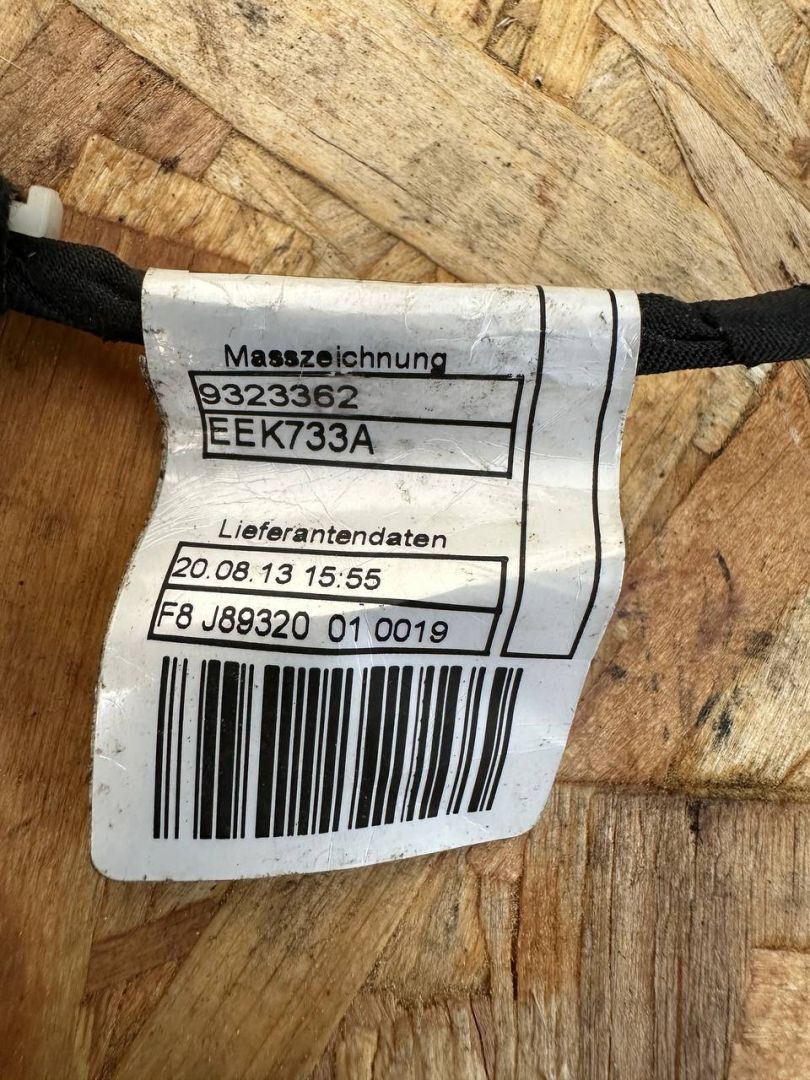 Masszeichnung
9323362
EEK733A
Lieferantendaten
20.08.13 15:55
F8 J89320 01 0019